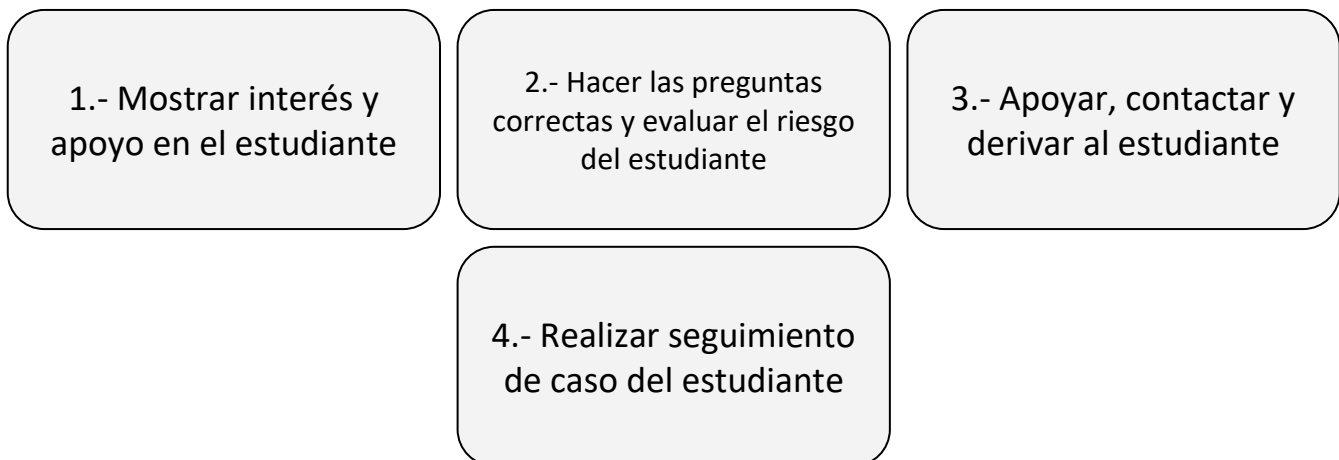 1.- Mostrar interés y
apoyo en el estudiante
2.- Hacer las preguntas
correctas y evaluar el riesgo
del estudiante
3.- Apoyar, contactar y
derivar al estudiante
4.- Realizar seguimiento
de caso del estudiante